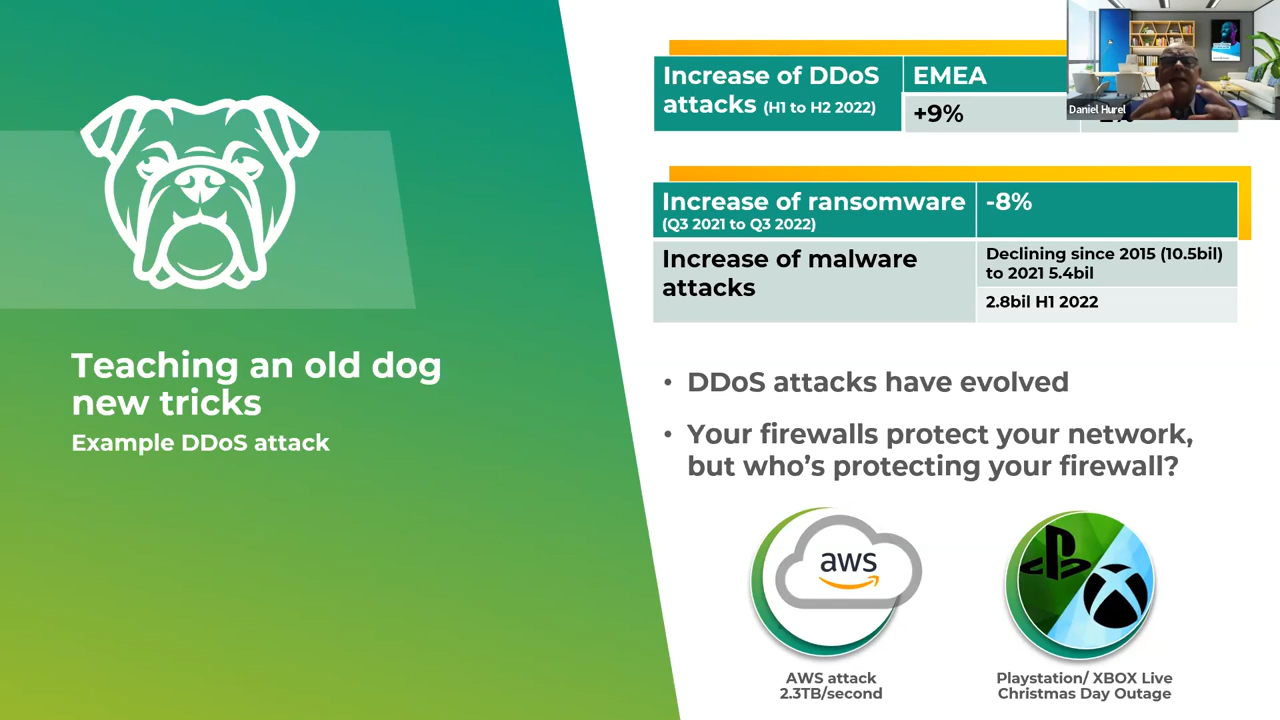 Teaching an old dog
new tricks
Example DDoS attack
Increase of DDoS
attacks (H1 to H2 2022)
EMEA
+9%
Daniel Hurel
Increase of ransomware
(Q3 2021 to Q3 2022)
-8%
Increase of malware
attacks
Declining since 2015 (10.5bil)
to 2021 5.4bil
2.8bil H1 2022
• DDoS attacks have evolved
• Your firewalls protect your network,
but who's protecting your firewall?
aws
AWS attack
2.3TB/second
Playstation/ XBOX Live
Christmas Day Outage